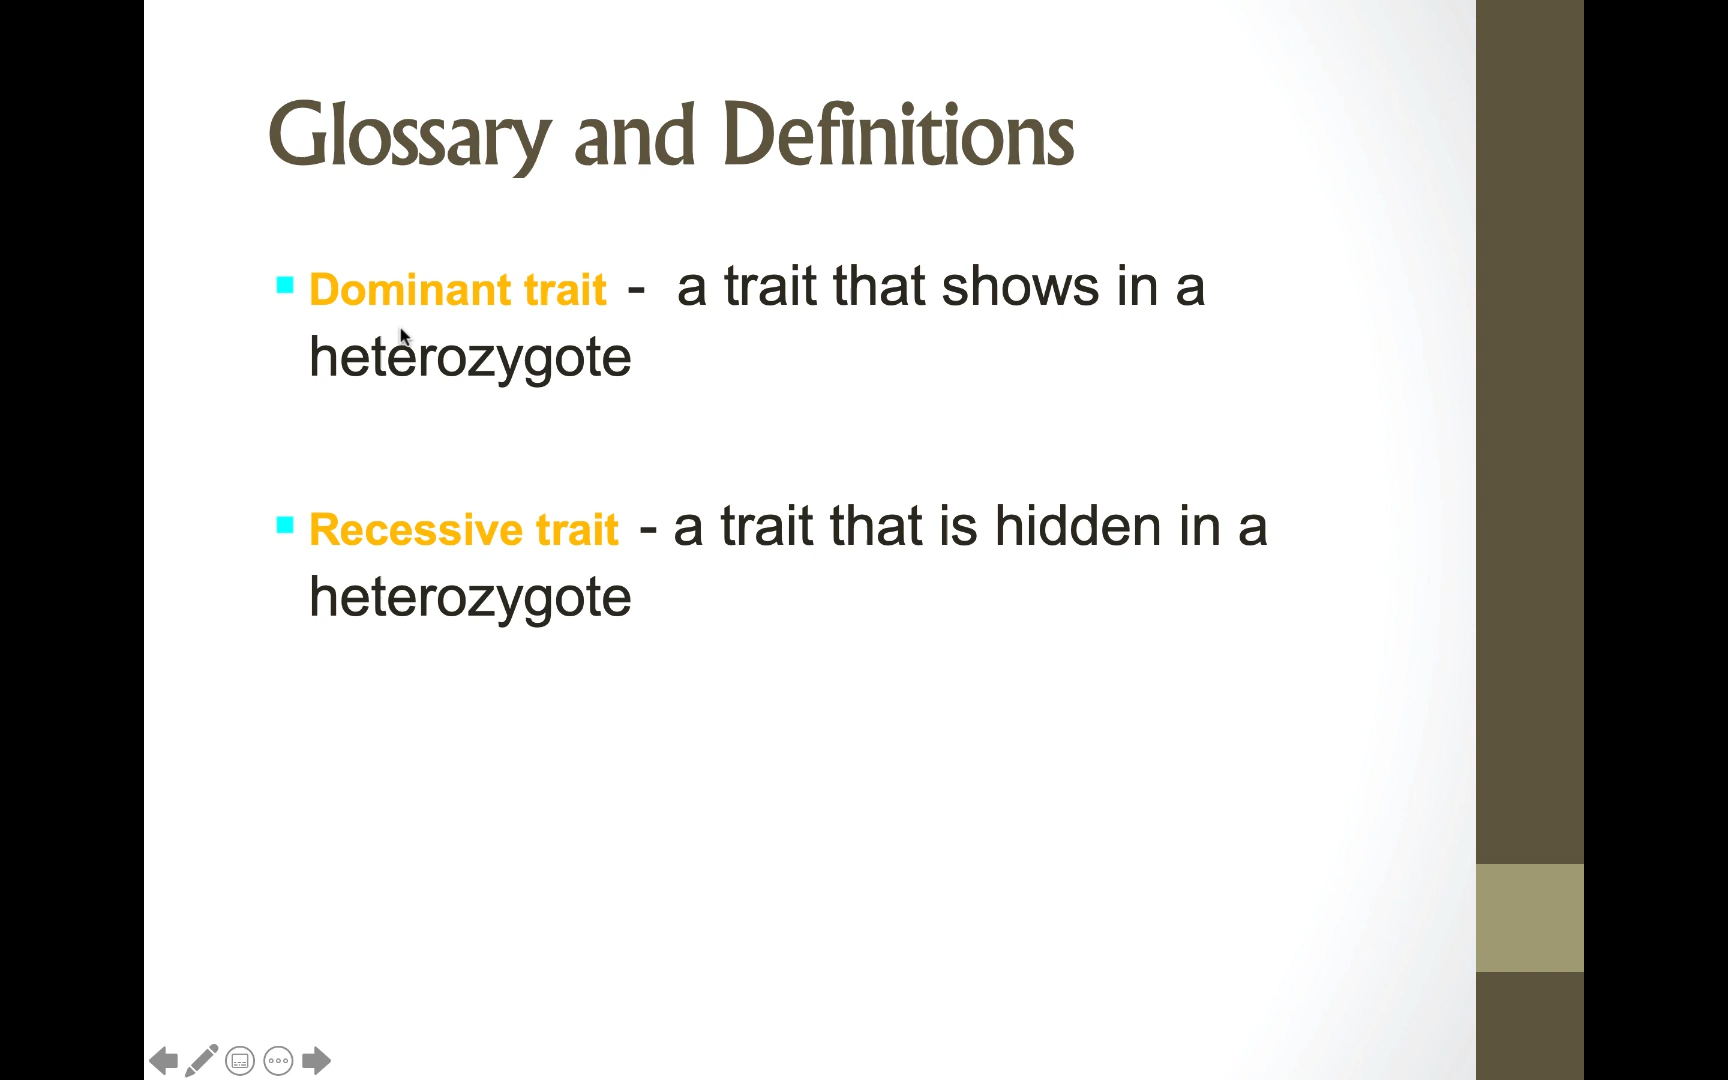 Glossary and Definitions
Dominant trait - a trait that shows in a
heterozygote
Recessive trait - a trait that is hidden in a
heterozygote